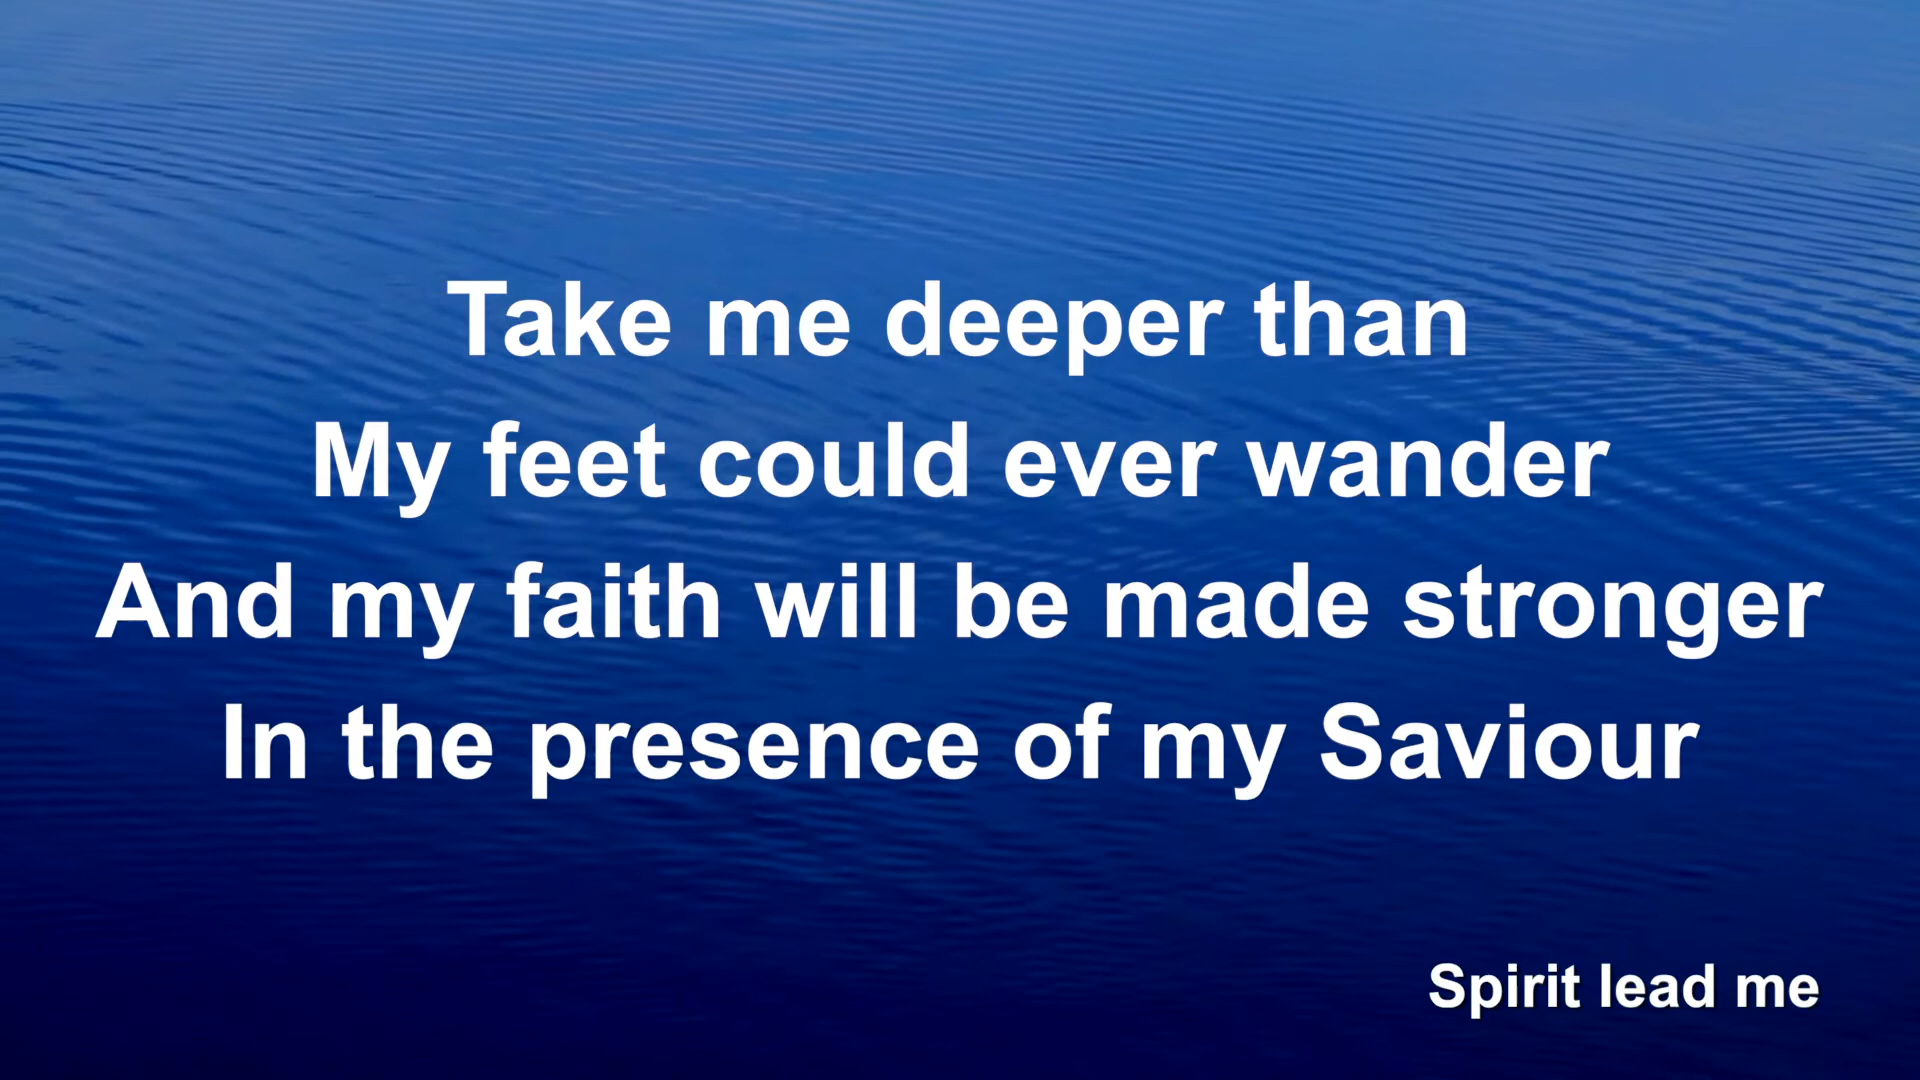 Take me deeper than
My feet could ever wander
And my faith will be made stronger
In the presence of my Saviour
Spirit lead me